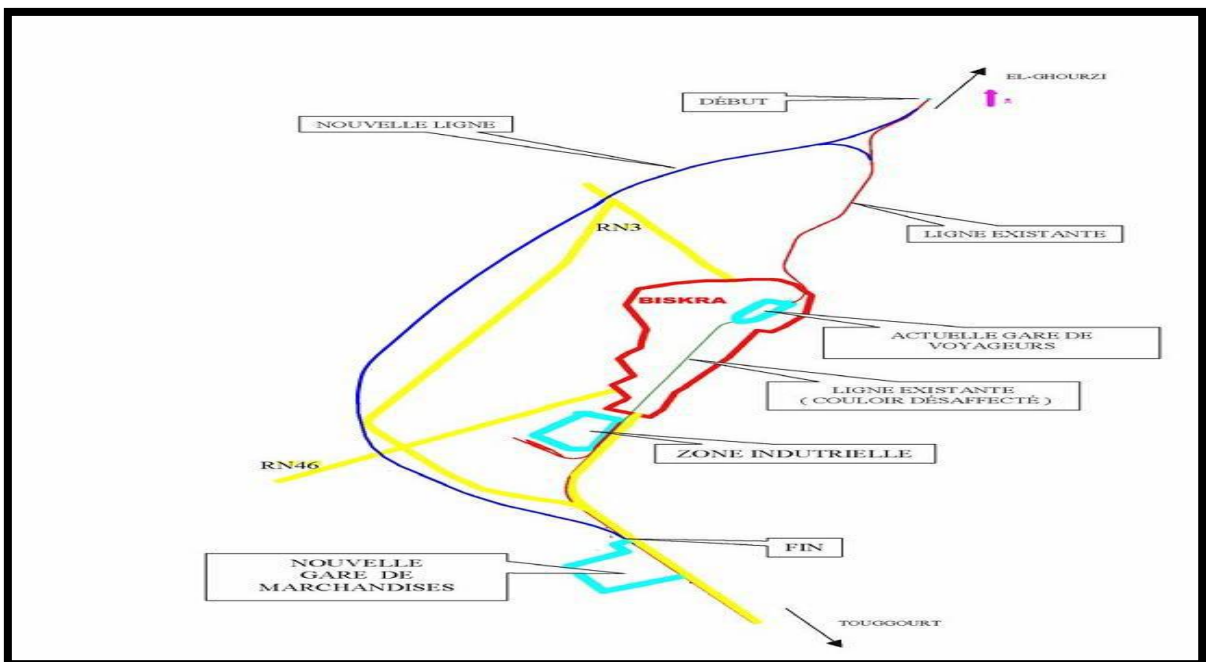 EL-GHOURZI
DÉBUT
NOUVELLE LIGNE
RN3
LIGNE EXISTANTE
BISKRA
ACTUELLE GARE DE
VOYAGEURS
LIGNE EXISTANTE
( COULOIR DÉSAFFECTÉ )
ZONE INDUTRIELLE
RN46
FIN
NOUVELLE
GARE DE
MARCHANDISES
TOUGGOURT